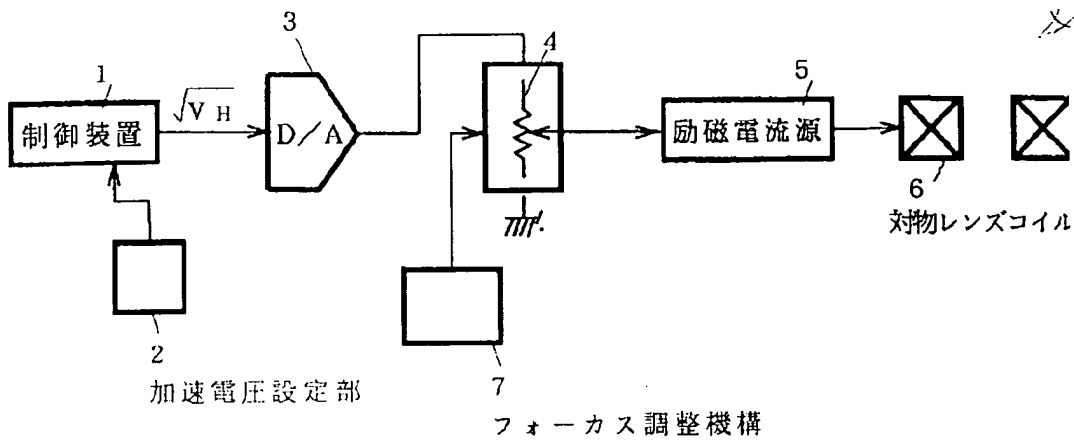 3
4
1
5
√V H
制御装置
D/A
励磁電流源
6
対物レンズコイル
2
加速電圧設定部
7
フォーカス調整機構